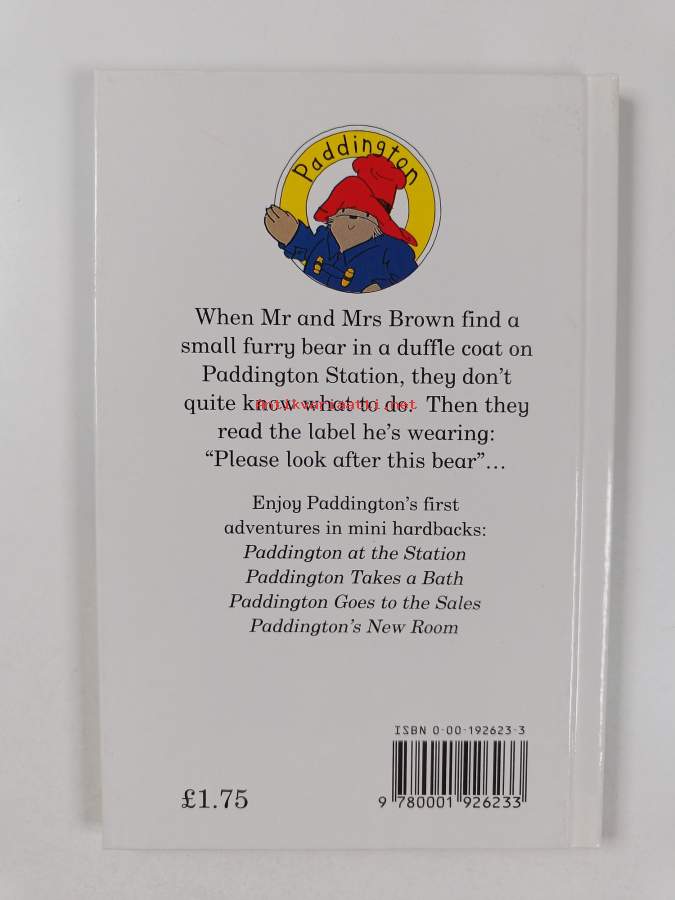 Paddington
When Mr and Mrs Brown find a
small furry bear in a duffle coat on
Paddington Station, they don't
quite know what to do. Then they
antikvariaatti.net
read the label he's wearing:
“Please look after this bear”…
Enjoy Paddington's first
adventures in mini hardbacks:
Paddington at the Station
Paddington Takes a Bath
Paddington Goes to the Sales
Paddington's New Room
ISBN 0-00-192623-3
£1.75
9 780001 926233